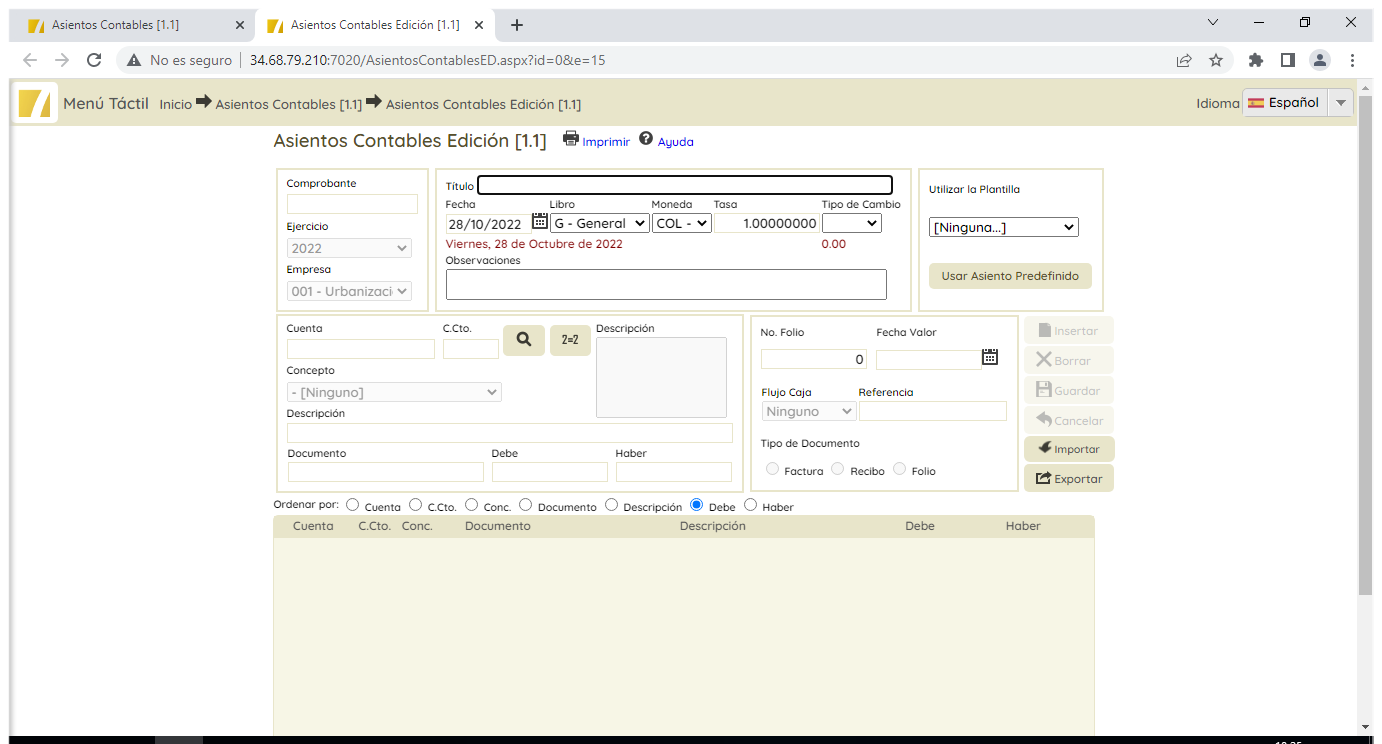 Asientos Contables [1.1]
Asientos Contables Edición [1.1]
No es seguro
34.68.79.210:7020/AsientosContablesED.aspx?id=0&e=15
Menú Táctil Inicio Asientos Contables [1.1] Asientos Contables Edición [1.1]
Idioma Español
Asientos Contables Edición [1.1] Imprimir Ayuda
Comprobante
Ejercicio
2022
Empresa
001 - Urbanizaci
Título
Fecha Libro Moneda Tasa Tipo de Cambio
28/10/2022 G - General COL - 1.00000000
Viernes, 28 de Octubre de 2022 0.00
Observaciones
Utilizar la Plantilla
[Ninguna...]
Usar Asiento Predefinido
Cuenta C.Cto. 2=2 Descripción
Concepto
- [Ninguno]
Descripción
Documento Debe Haber
No. Folio Fecha Valor
0
Flujo Caja Referencia
Ninguno
Tipo de Documento
Factura Recibo Folio
Insertar
Borrar
Guardar
Cancelar
Importar
Exportar
Ordenar por: Cuenta C.Cto. Conc. Documento Descripción Debe Haber
Cuenta C.Cto. Conc. Documento Descripción Debe Haber